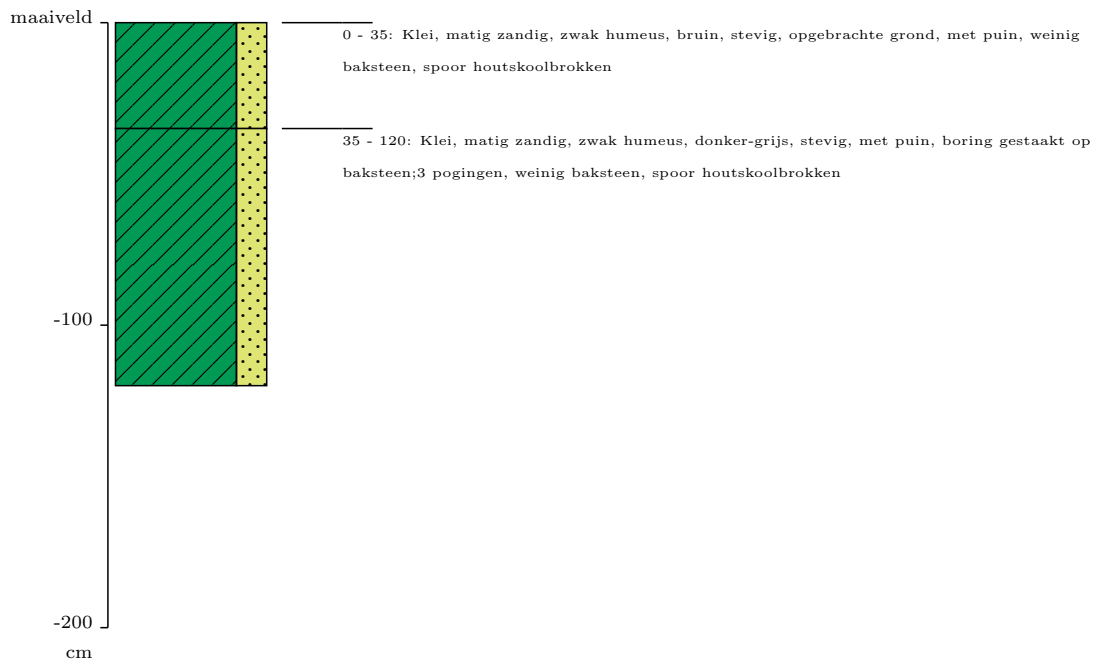 maaiveld
0 - 35: Klei, matig zandig, zwak humeus, bruin, stevig, opgebrachte grond, met puin, weinig
baksteen, spoor houtskoolbrokken
35 - 120: Klei, matig zandig, zwak humeus, donker-grijs, stevig, met puin, boring gestaakt op
baksteen;3 pogingen, weinig baksteen, spoor houtskoolbrokken
-100
-200
cm